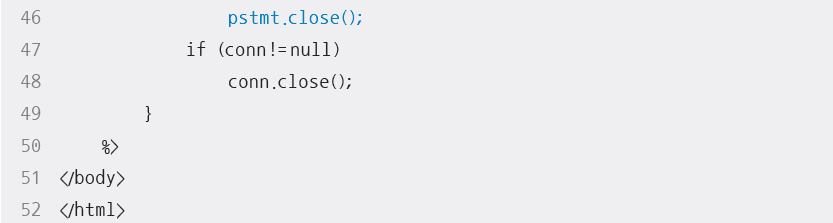 46                 pstmt.close();
47             if (conn!=null)
48                 conn.close();
49         }
50     %>
51 </body>
52 </html>